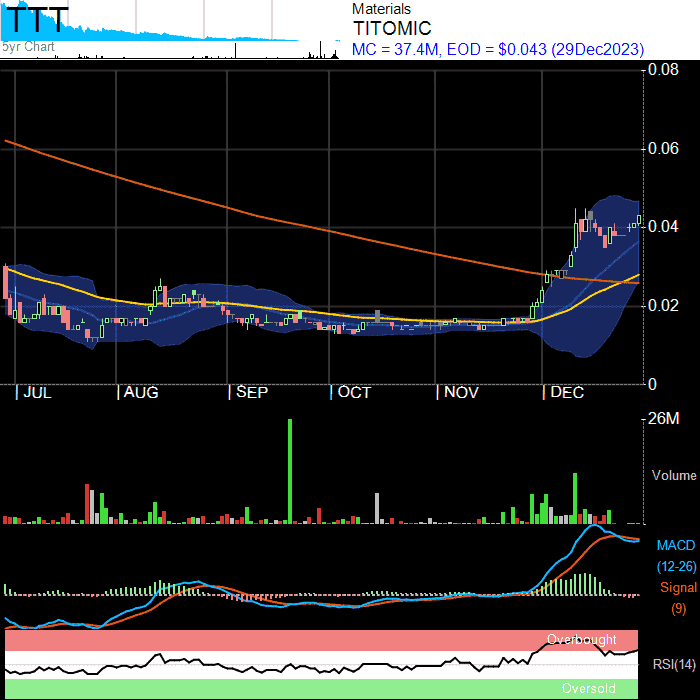 TTT
5yr Chart
Materials
TITOMIC
MC = 37.4M, EOD = $0.043 (29Dec2023)
0.08
0.06
0.04
0.02
0
JUL AUG SEP OCT NOV DEC
26M
Volume
MACD
(12-26)
Signal
(9)
Overbought
RSI(14)
Oversold